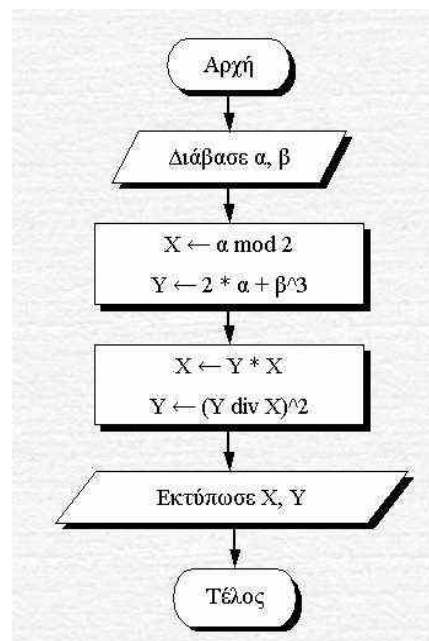 Αρχή
Διάβασε α, β
X ← α mod 2
Y ← 2 * α + β^3
X ← Y * X
Y ← (Y div X)^2
Εκτύπωσε X, Y
Τέλος